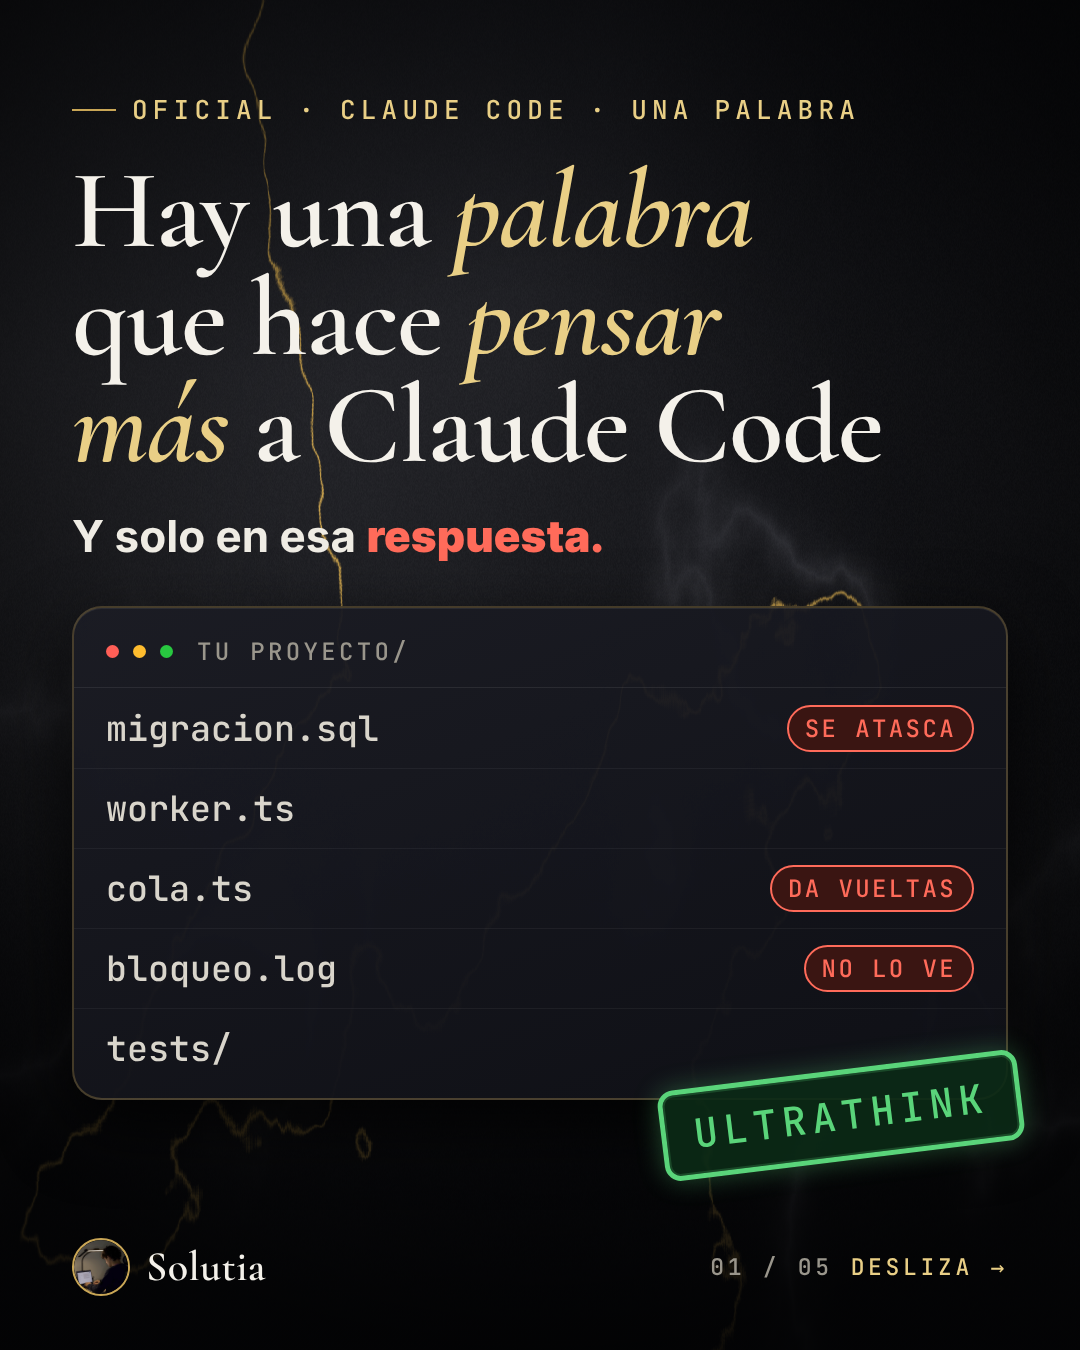 OFICIAL · CLAUDE CODE · UNA PALABRA
Hay una palabra
que hace pensar
más a Claude Code
Y solo en esa respuesta.
TU PROYECTO/
migracion.sql SE ATASCA
worker.ts
cola.ts DA VUELTAS
bloqueo.log NO LO VE
tests/
ULTRATHINK
Solutia 01 / 05 DESLIZA →